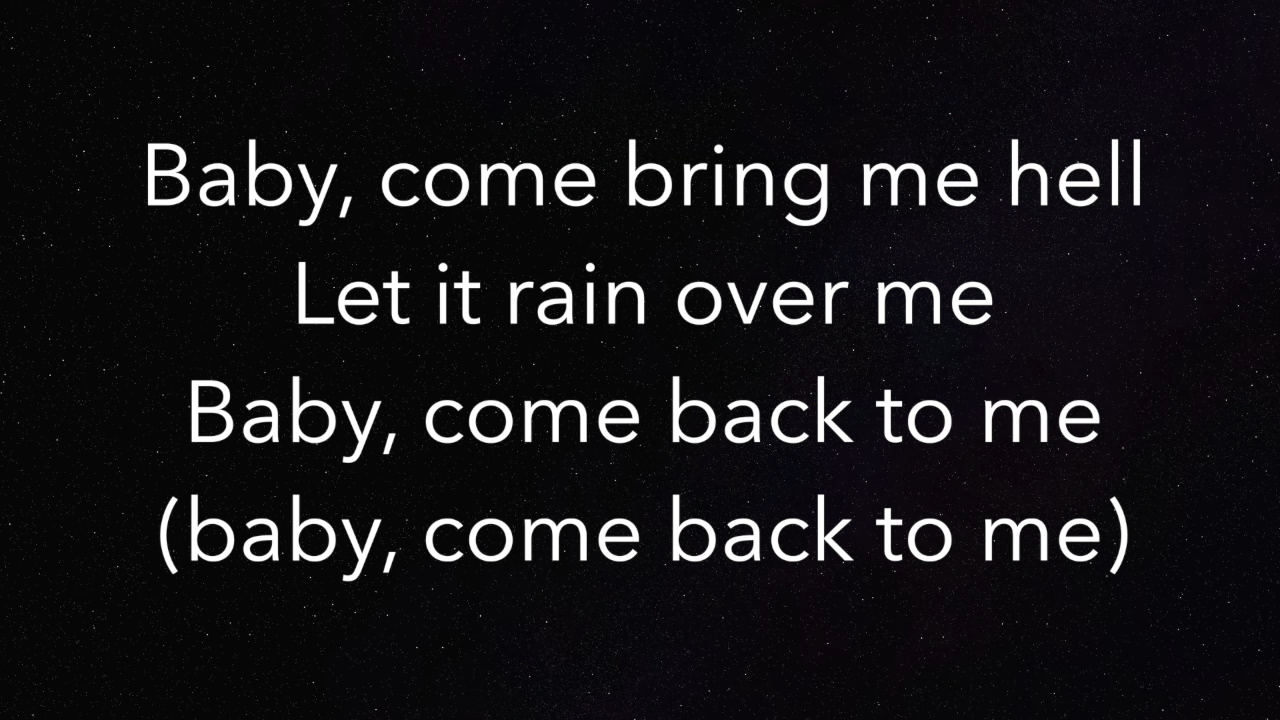 Baby, come bring me hell
Let it rain over me
Baby, come back to me
(baby, come back to me)